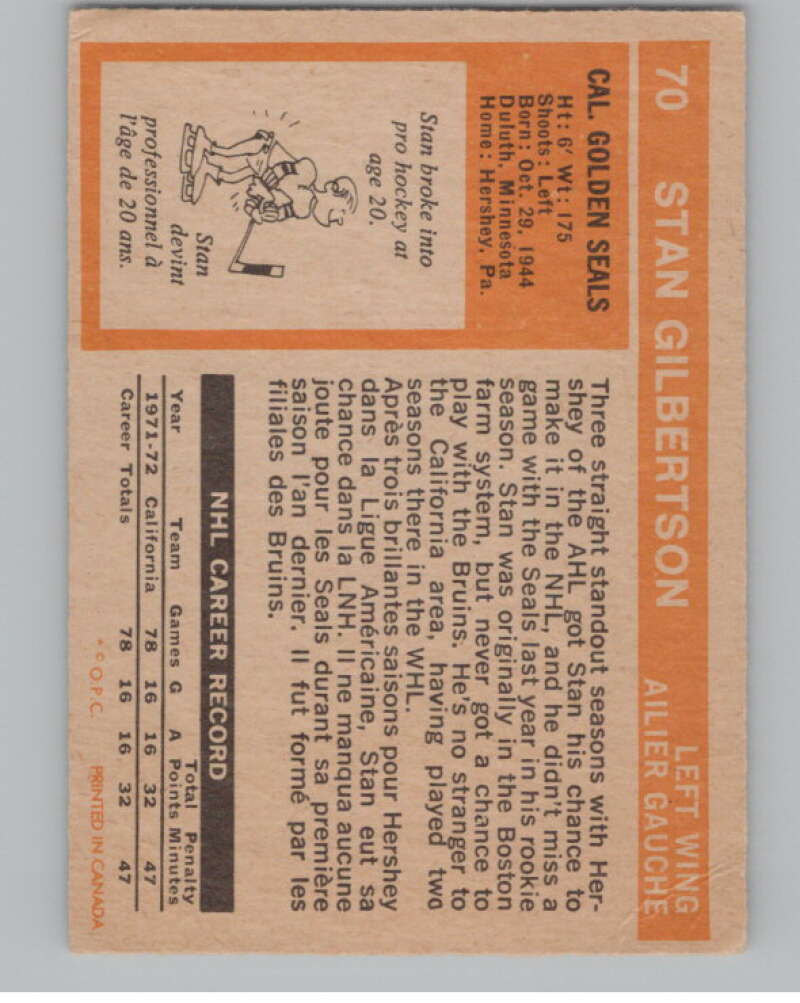 70 STAN GILBERTSON
LEFT WING
AILIER GAUCHE
CAL. GOLDEN SEALS
Ht: 6' Wt: 175
Shoots: Left
Born: Oct. 29, 1944
Duluth, Minnesota
Home: Hershey, Pa.
Stan broke into
pro hockey at
age 20.
Stan
devint
professionnel à
l'âge de 20 ans.
Three straight standout seasons with Her-
shey of the AHL got Stan his chance to
make it in the NHL, and he didn't miss a
game with the Seals last year in his rookie
season. Stan was originally in the Boston
farm system, but never got a chance to
play with the Bruins. He's no stranger to
the California area, having played two
seasons there in the WHL.
Après trois brillantes saisons pour Hershey
dans la Ligue Américaine, Stan eut sa
chance dans la LNH. Il ne manqua aucune
joute pour les Seals durant sa première
saison l'an dernier. Il fut formé par les
filiales des Bruins.
NHL CAREER RECORD
Total Penalty
Year Team Games G A Points Minutes
1971-72 California 78 16 16 32 47
Career Totals 78 16 16 32 47
* © O.P.C. PRINTED IN CANADA